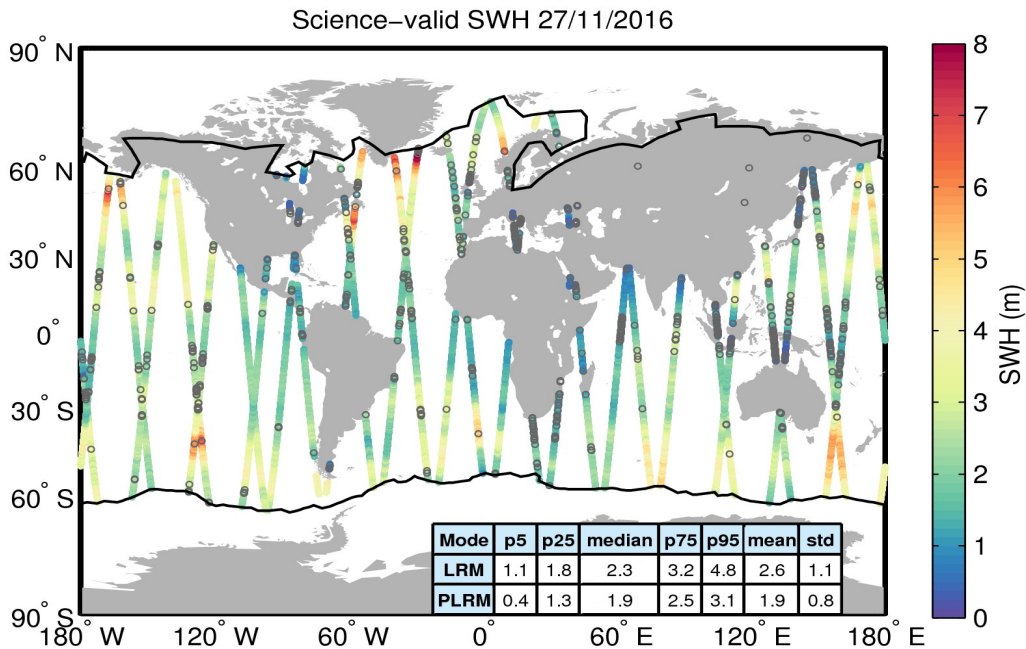 Science−valid SWH 27/11/2016
90° N
60° N
30° N
0°
30° S
60° S
90° S
180° W
120° W
60° W
0°
60° E
120° E
180° E
Mode p5 p25 median p75 p95 mean std
LRM 1.1 1.8 2.3 3.2 4.8 2.6 1.1
PLRM 0.4 1.3 1.9 2.5 3.1 1.9 0.8
8
7
6
5
4
3
2
1
0
SWH (m)